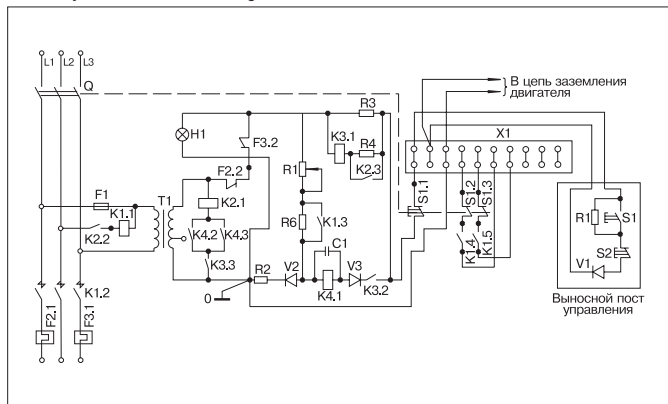 L1 L2 L3
Q
В цепь заземления
двигателя
R3
X1
H1
F3.2
K3.1
R4
K2.3
F2.2
R1
F1
T1
K1.1
K2.1
S1.1
S1.2
S1.3
R1
S1
K2.2
K4.2
K4.3
R6
K1.3
C1
S2
K3.3
K1.4
K1.5
V1
0
R2
V2
V3
K3.2
K1.2
K4.1
Выносной пост
управления
F2.1
F3.1